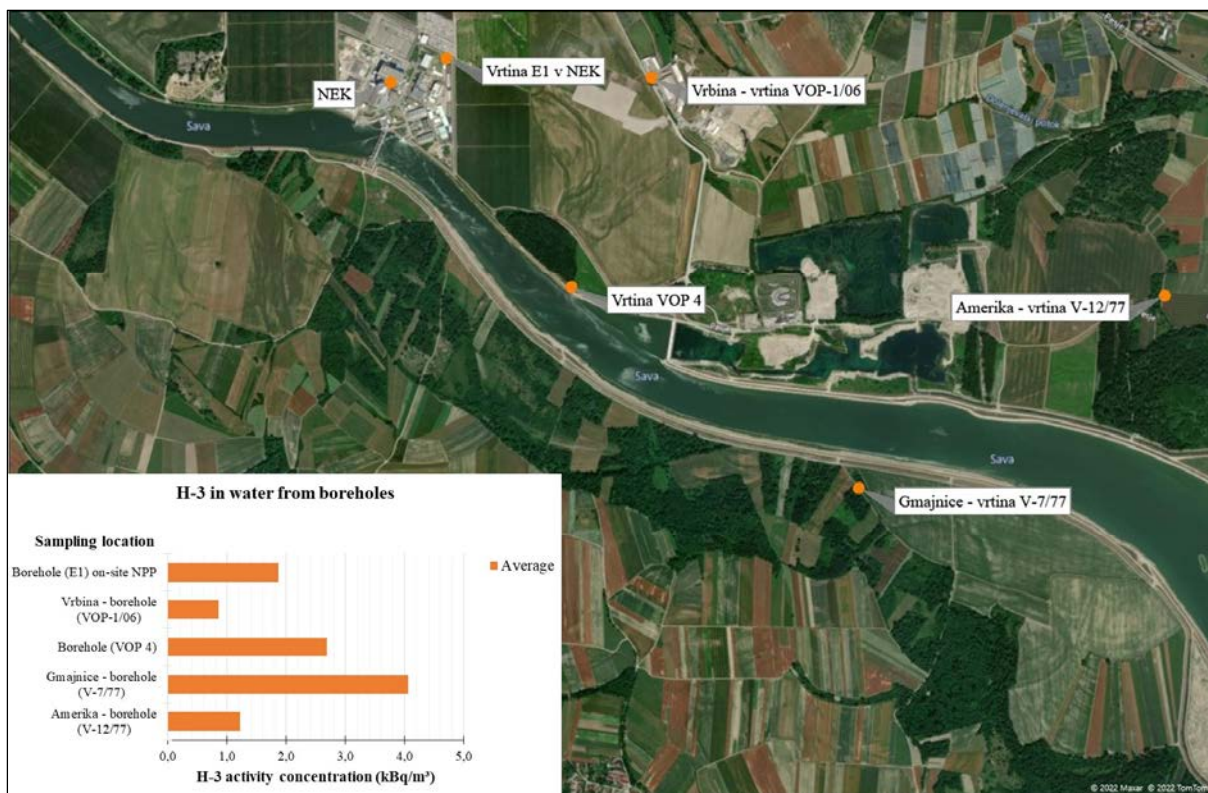 Sava
NEK
Vrtina E1 v NEK
Vrbina - vrtina VOP-1/06
Vrtina VOP 4
Amerika - vrtina V-12/77
Sava
Sava
Gmajnice - vrtina V-7/77
H-3 in water from boreholes
Sampling location
Average
Borehole (E1) on-site NPP
Vrbina - borehole
(VOP-1/06)
Borehole (VOP 4)
Gmajnice - borehole
(V-7/77)
Amerika - borehole
(V-12/77)
0,0 1,0 2,0 3,0 4,0 5,0
H-3 activity concentration (kBq/m³)
© 2022 Maxar © 2022 TomTom